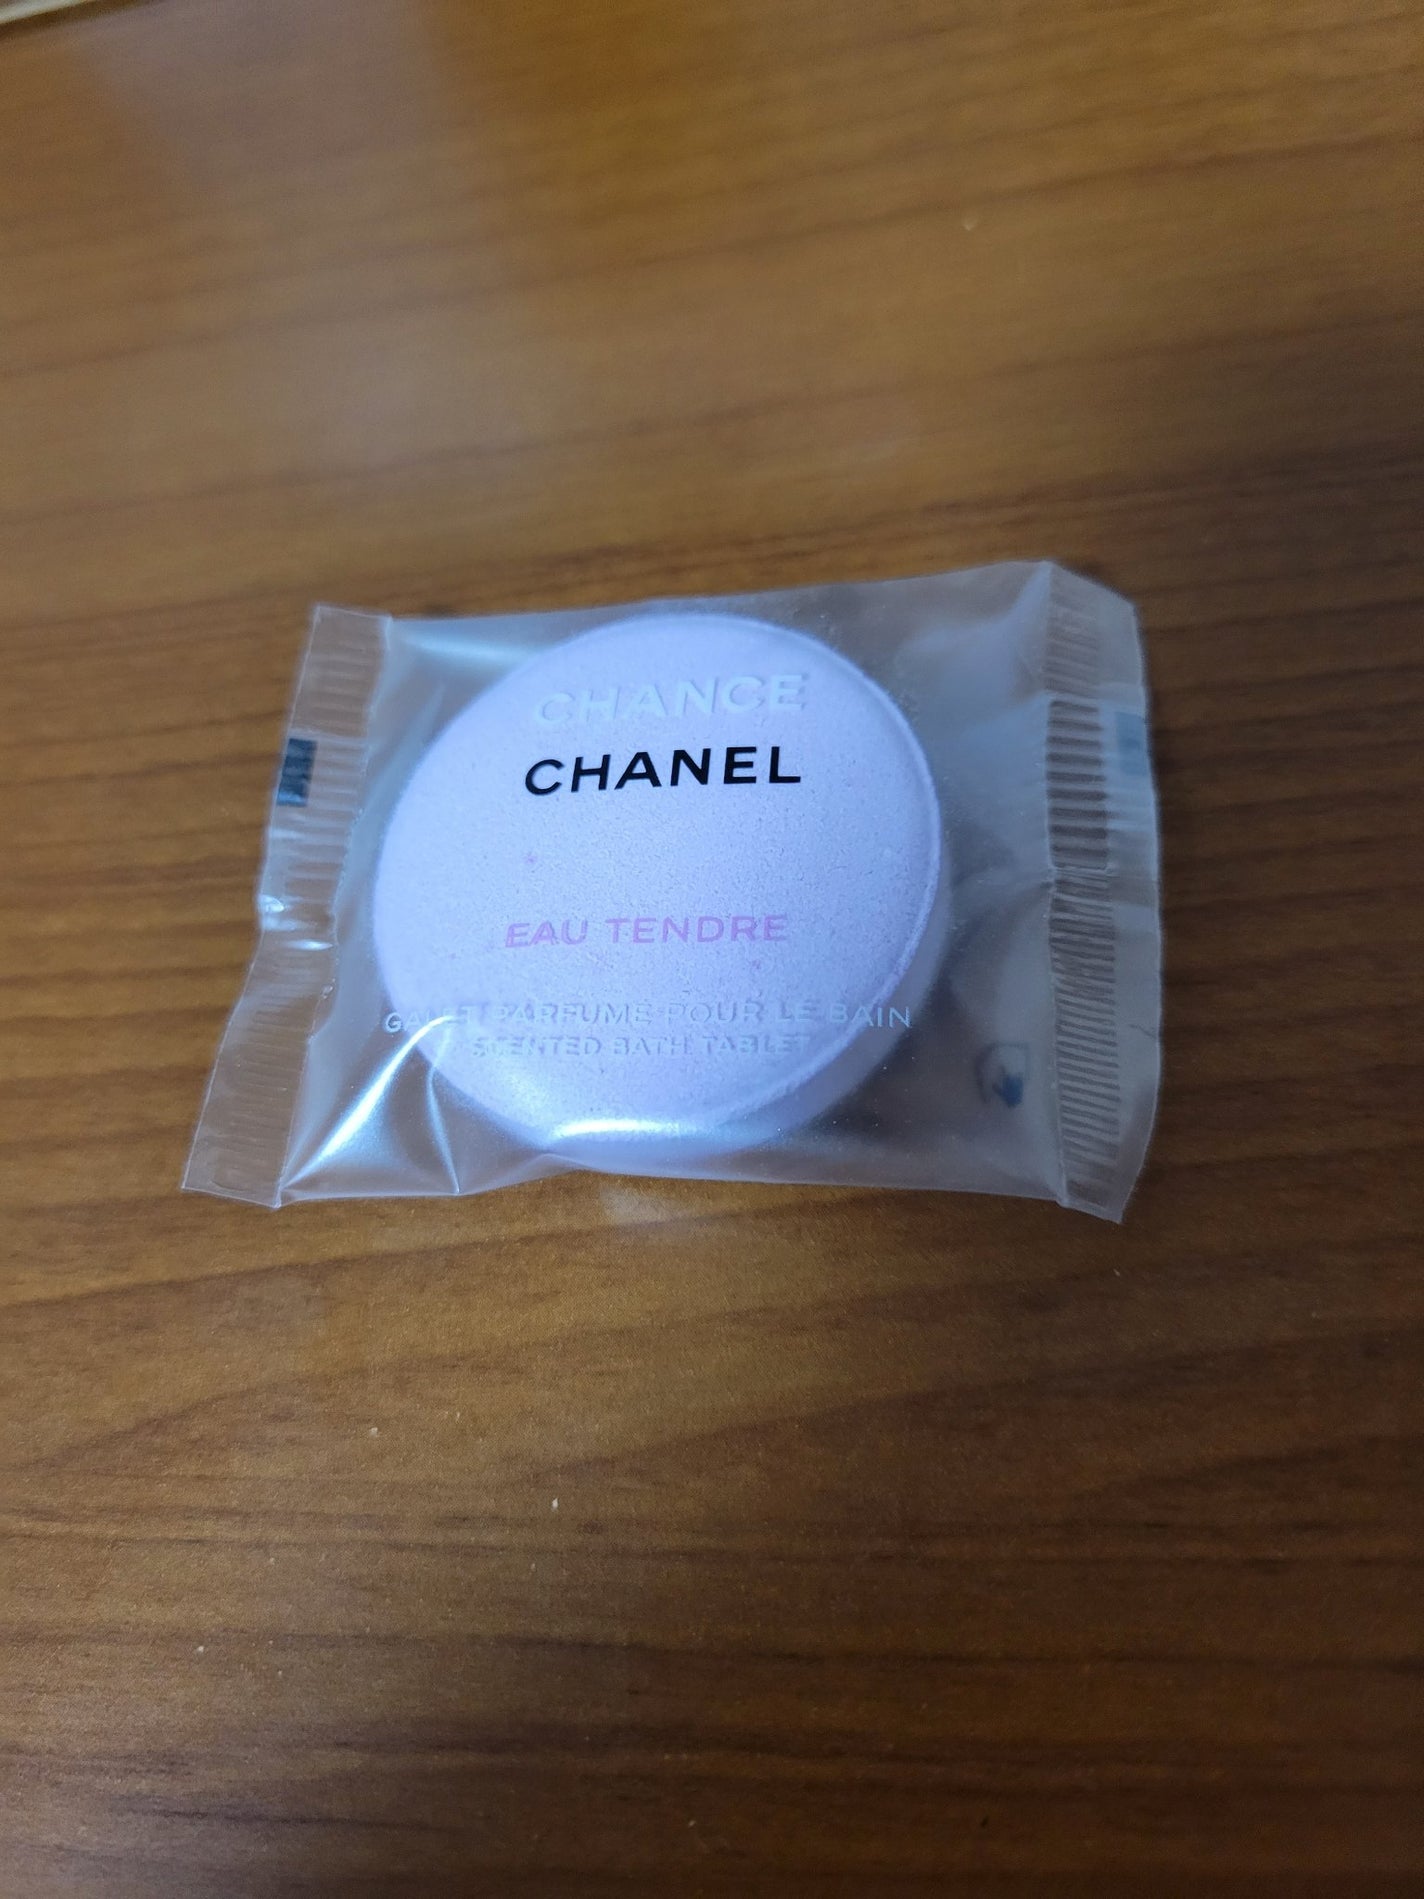 CHANCE
CHANEL
EAU TENDRE
GALET PARFUMÉ POUR LE BAIN
SCENTED BATH TABLET